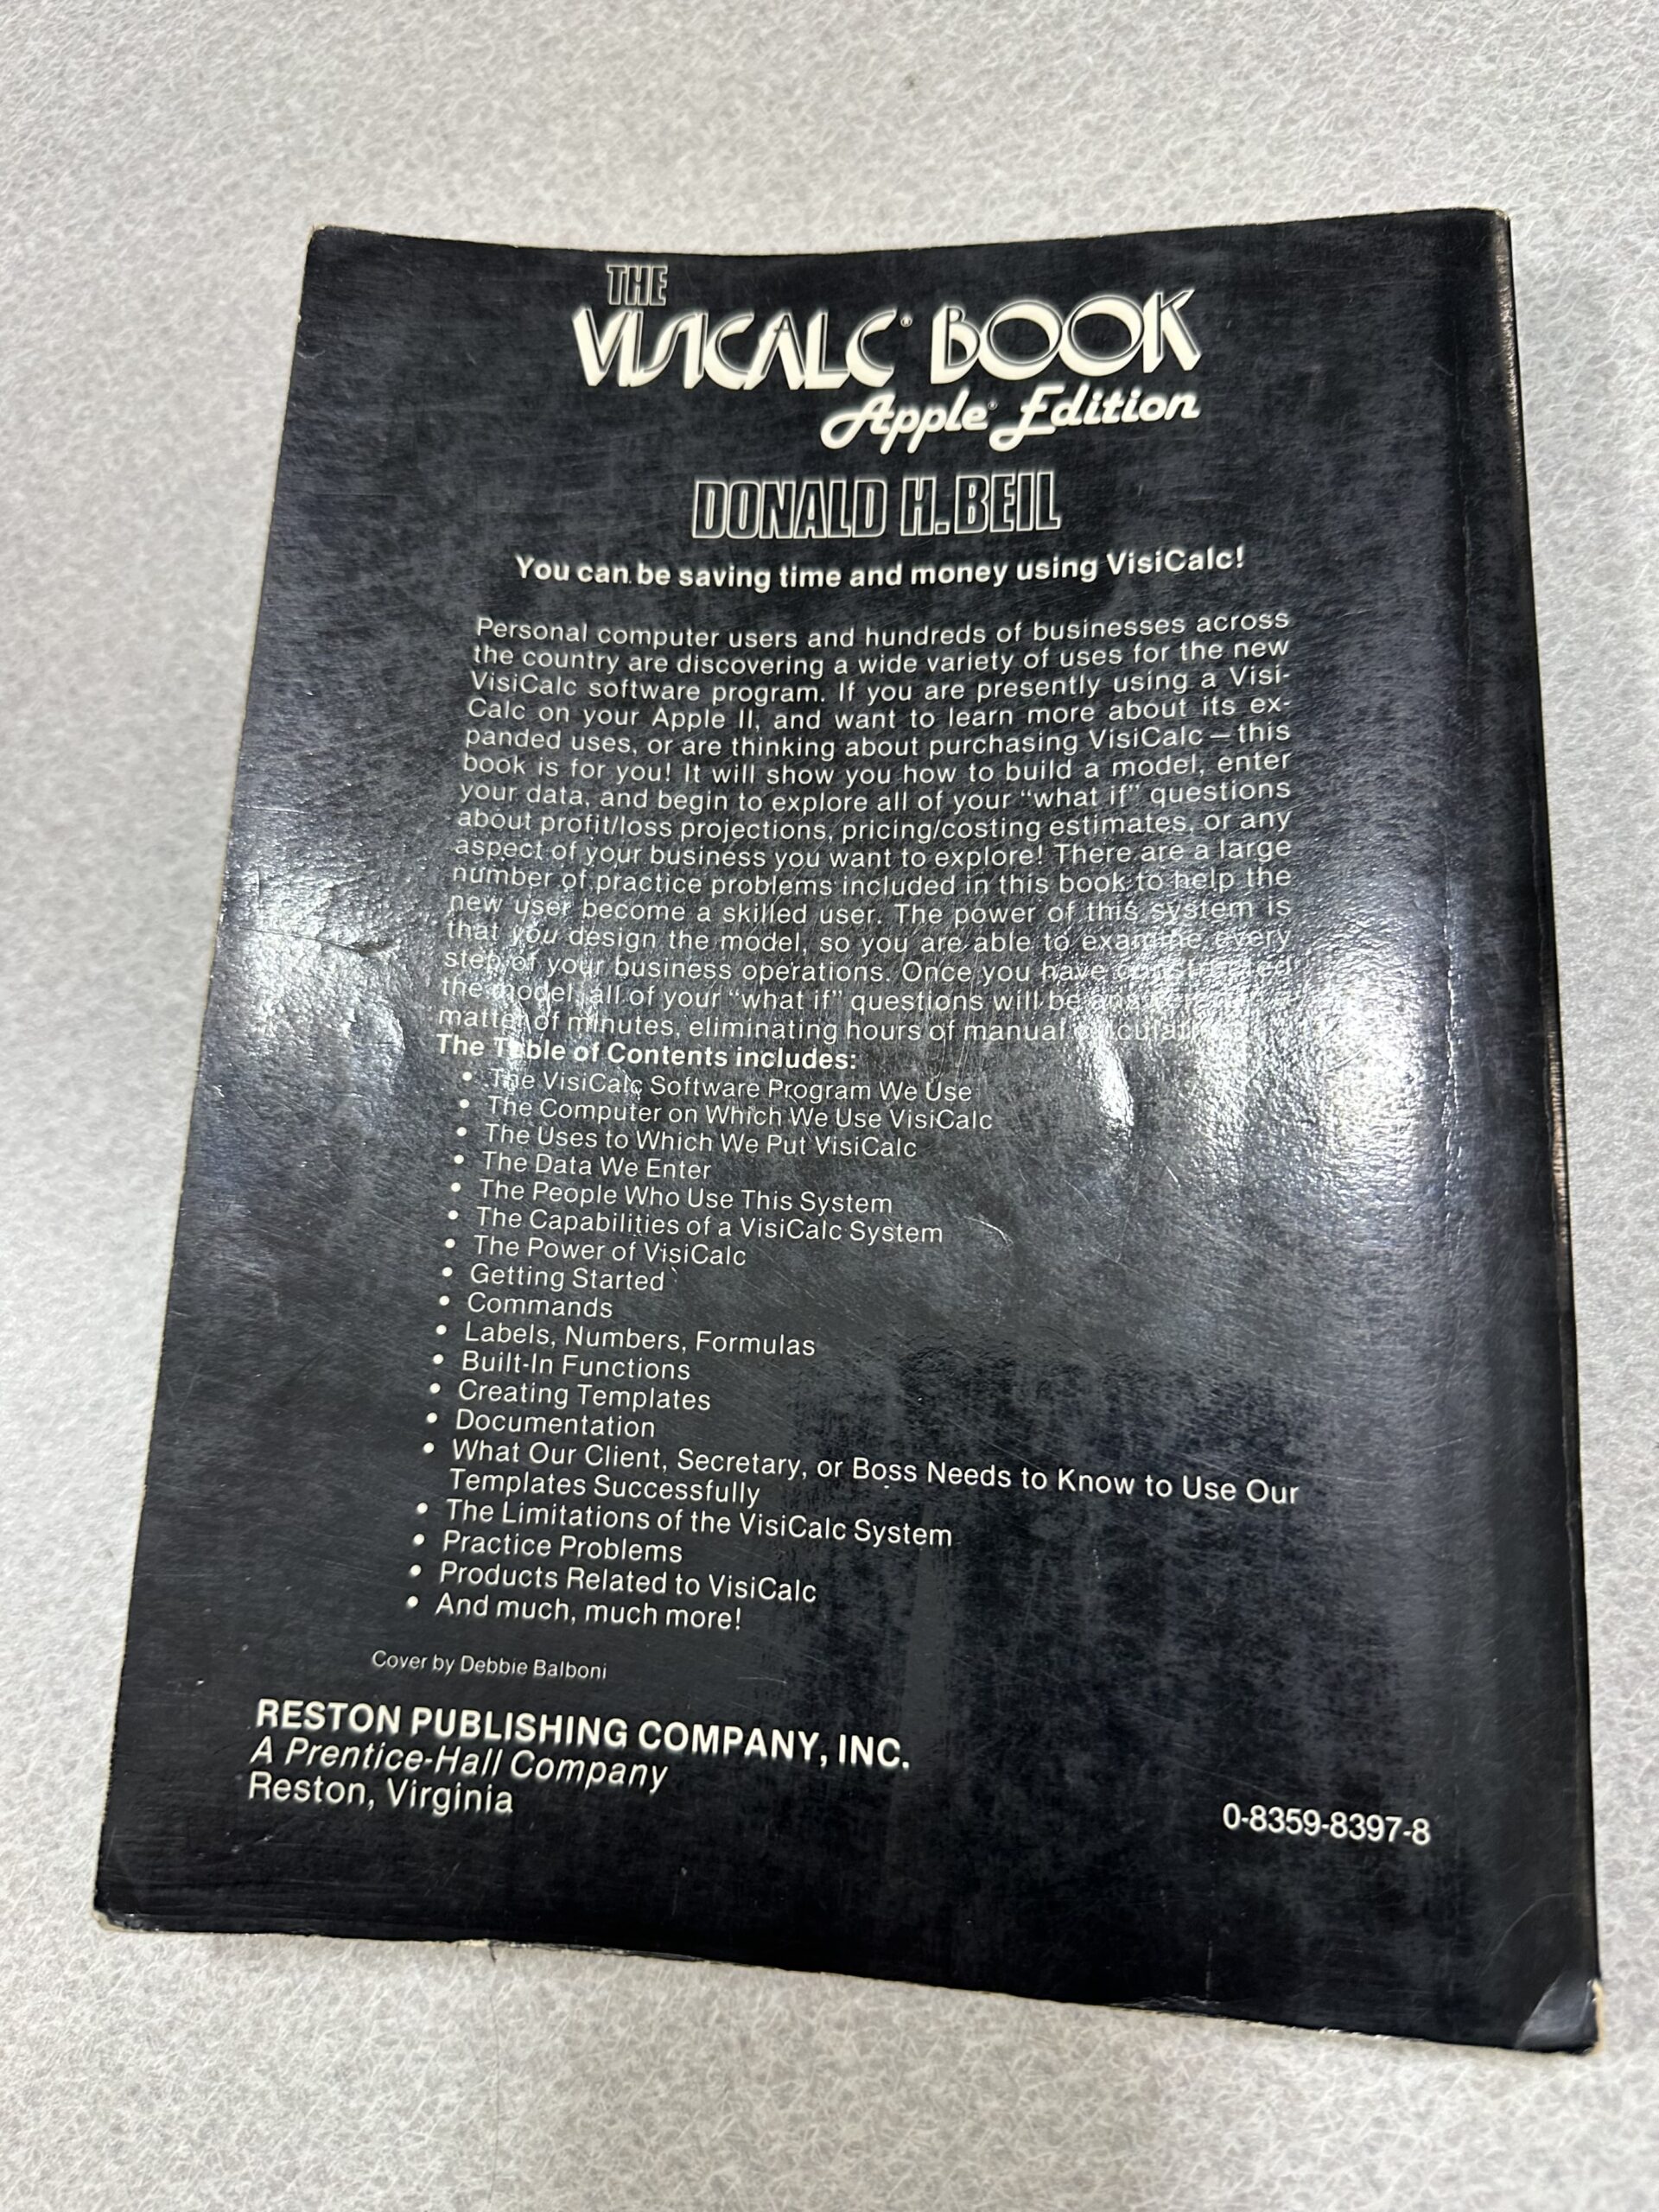 THE
VISICALC® BOOK
Apple® Edition
DONALD H. BEIL
You can be saving time and money using VisiCalc!
Personal computer users and hundreds of businesses across
the country are discovering a wide variety of uses for the new
VisiCalc software program. If you are presently using a Visi-
Calc on your Apple II, and want to learn more about its ex-
panded uses, or are thinking about purchasing VisiCalc — this
book is for you! It will show you how to build a model, enter
your data, and begin to explore all of your “what if” questions
about profit/loss projections, pricing/costing estimates, or any
aspect of your business you want to explore! There are a large
number of practice problems included in this book to help the
new user become a skilled user. The power of this system is
that you design the model, so you are able to examine every
step of your business operations. Once you have constructed
the model, all of your “what if” questions will be
matter of minutes, eliminating hours of manual
The Table of Contents includes:
• The VisiCalc Software Program We Use
• The Computer on Which We Use VisiCalc
• The Uses to Which We Put VisiCalc
• The Data We Enter
• The People Who Use This System
• The Capabilities of a VisiCalc System
• The Power of VisiCalc
• Getting Started
• Commands
• Labels, Numbers, Formulas
• Built-In Functions
• Creating Templates
• Documentation
• What Our Client, Secretary, or Boss Needs to Know to Use Our
Templates Successfully
• The Limitations of the VisiCalc System
• Practice Problems
• Products Related to VisiCalc
• And much, much more!
Cover by Debbie Balboni
RESTON PUBLISHING COMPANY, INC.
A Prentice-Hall Company
Reston, Virginia
0-8359-8397-8